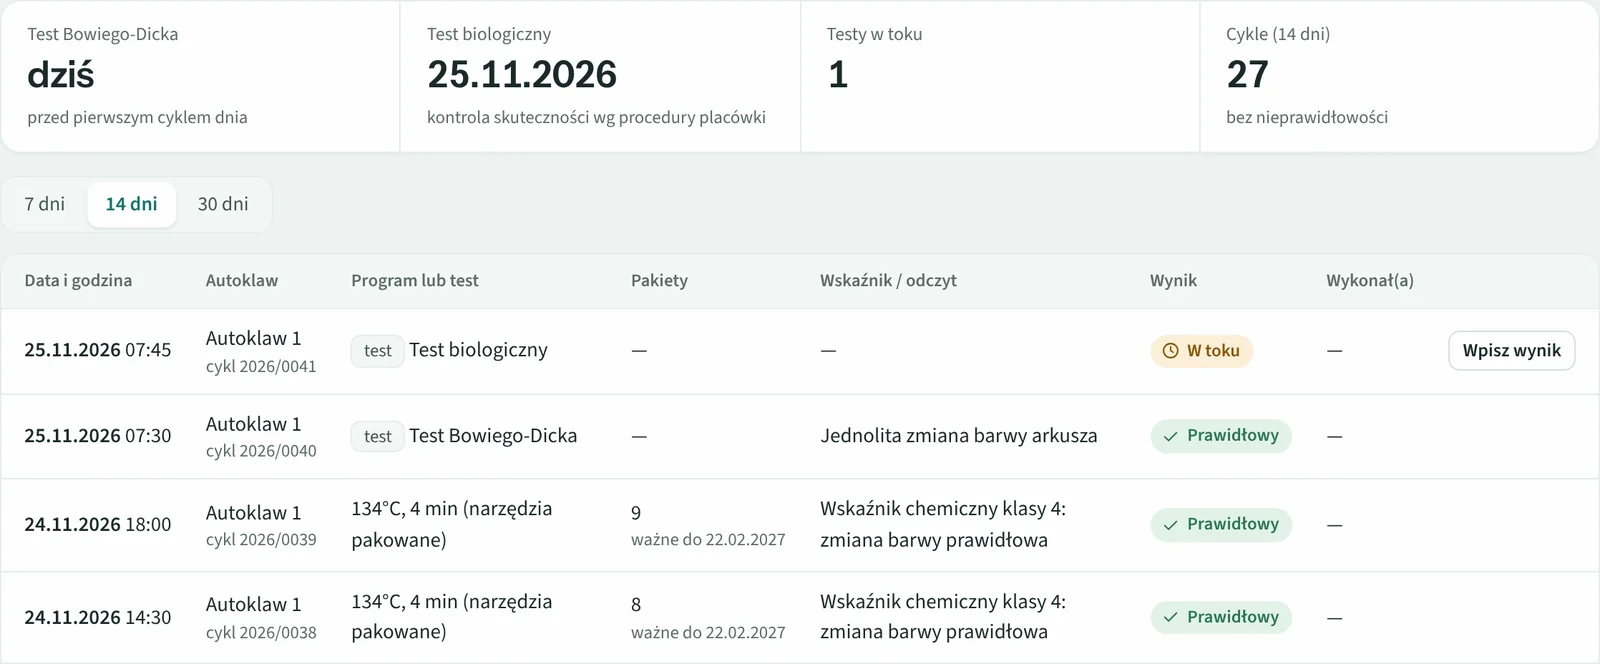 Test Bowiego-Dicka
dziś
przed pierwszym cyklem dnia
Test biologiczny
25.11.2026
kontrola skuteczności wg procedury placówki
Testy w toku
1
Cykle (14 dni)
27
bez nieprawidłowości
7 dni 14 dni 30 dni
Data i godzina Autoklaw Program lub test Pakiety Wskaźnik / odczyt Wynik Wykonał(a)
25.11.2026 07:45
Autoklaw 1
cykl 2026/0041
test Test biologiczny
—
—
W toku
—
Wpisz wynik
25.11.2026 07:30
Autoklaw 1
cykl 2026/0040
test Test Bowiego-Dicka
—
Jednolita zmiana barwy arkusza
Prawidłowy
—
24.11.2026 18:00
Autoklaw 1
cykl 2026/0039
134°C, 4 min (narzędzia
pakowane)
9
ważne do 22.02.2027
Wskaźnik chemiczny klasy 4:
zmiana barwy prawidłowa
Prawidłowy
—
24.11.2026 14:30
Autoklaw 1
cykl 2026/0038
134°C, 4 min (narzędzia
pakowane)
8
ważne do 22.02.2027
Wskaźnik chemiczny klasy 4:
zmiana barwy prawidłowa
Prawidłowy
—